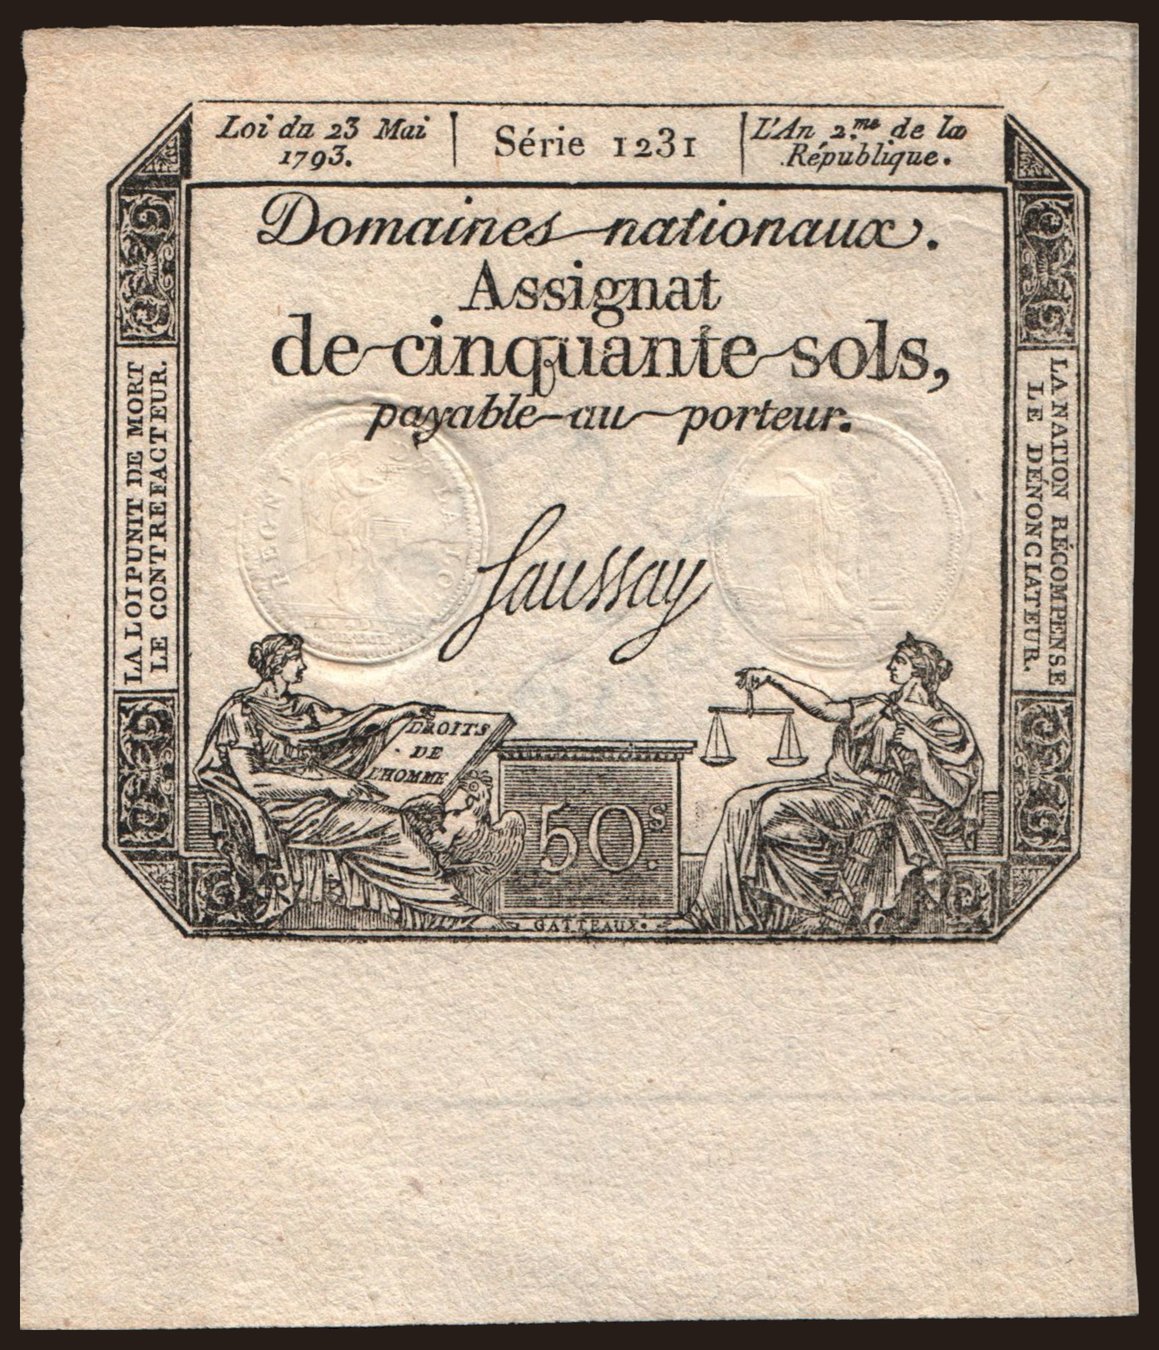 Loi du 23 Mai
1793.
Série 1231
L'An 2.me de la
République.
Domaines nationaux.
Assignat
de cinquante sols,
payable au porteur.
LA LOI PUNIT DE MORT
LE CONTREFACTEUR.
LA NATION RÉCOMPENSE
LE DÉNONCIATEUR.
Saussay
DROITS
DE
L'HOMME
50s.
GATTEAUX.